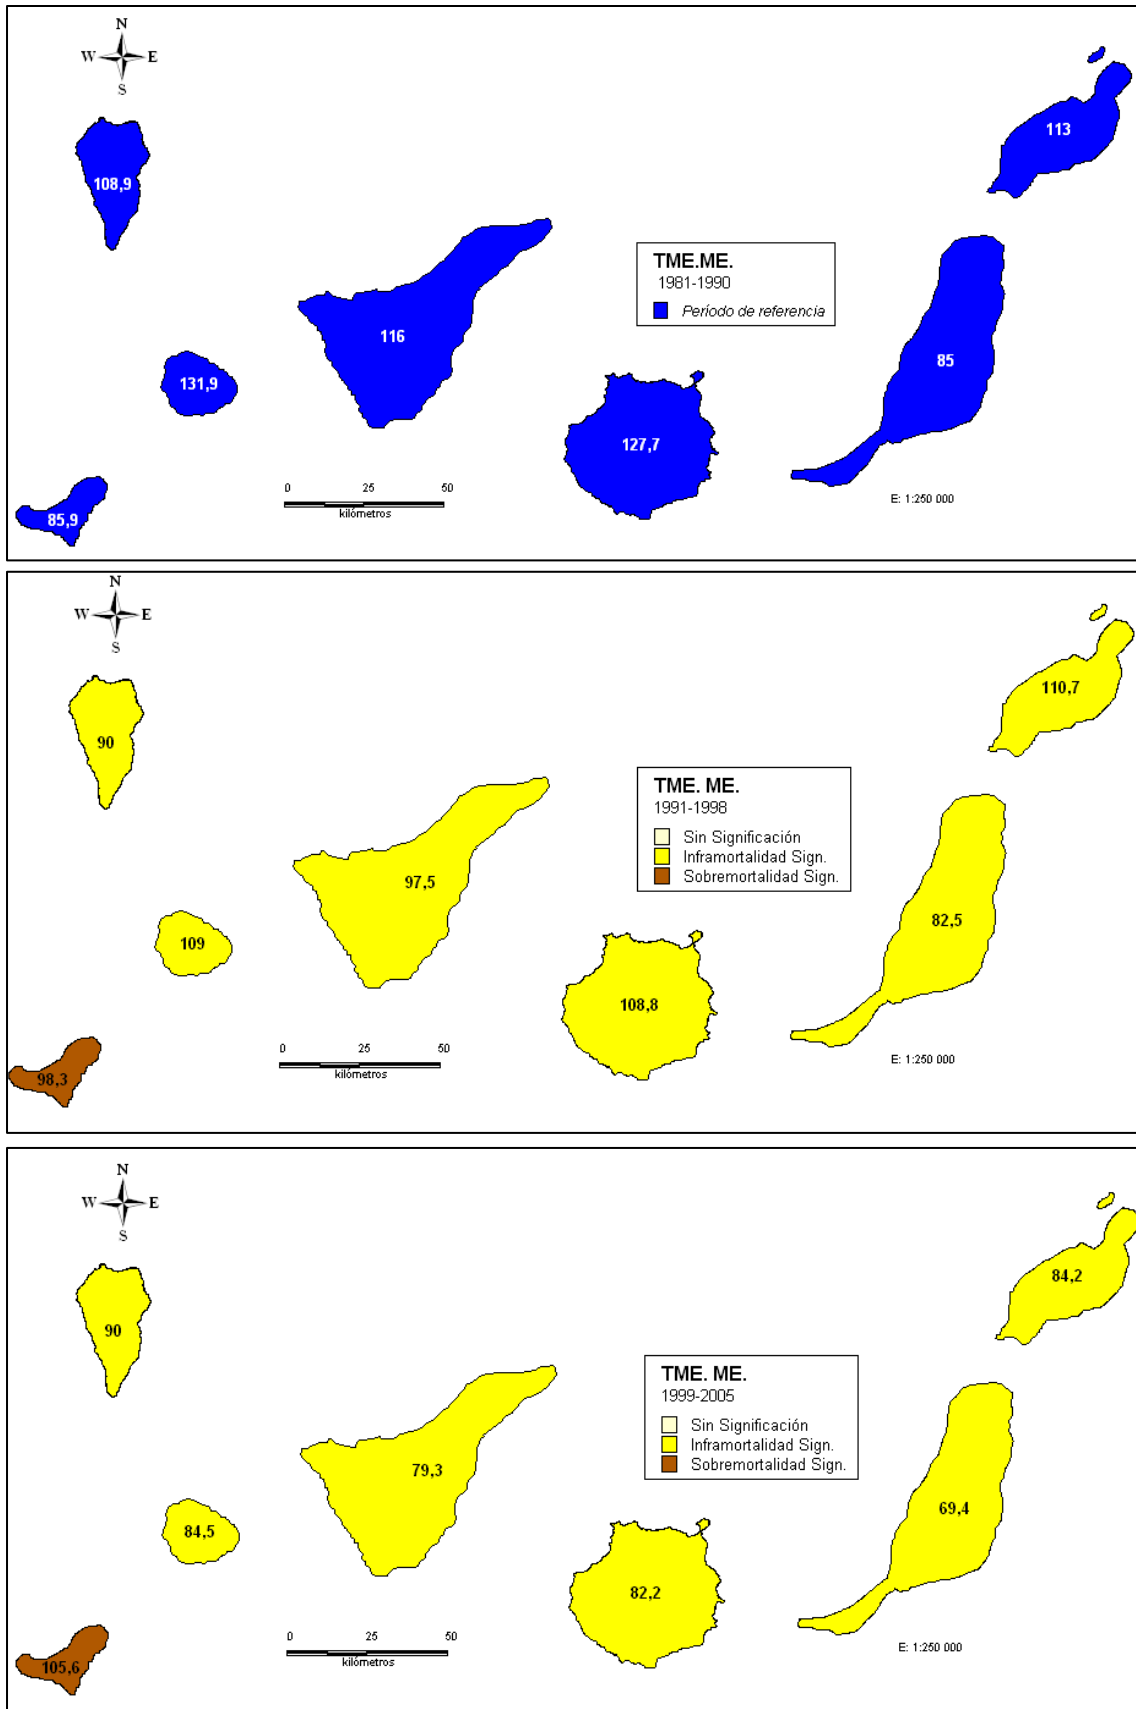 N
W E
S
108,9
113
116
TME.ME.
1981-1990
Período de referencia
131,9
85
127,7
85,9
0 25 50
kilómetros
E: 1:250 000
N
W E
S
90
110,7
TME. ME.
1991-1998
Sin Significación
Inframortalidad Sign.
Sobremortalidad Sign.
97,5
109
82,5
108,8
98,3
0 25 50
kilómetros
E: 1:250 000
N
W E
S
90
84,2
TME. ME.
1999-2005
Sin Significación
Inframortalidad Sign.
Sobremortalidad Sign.
79,3
84,5
69,4
82,2
105,6
0 25 50
kilómetros
E: 1:250 000